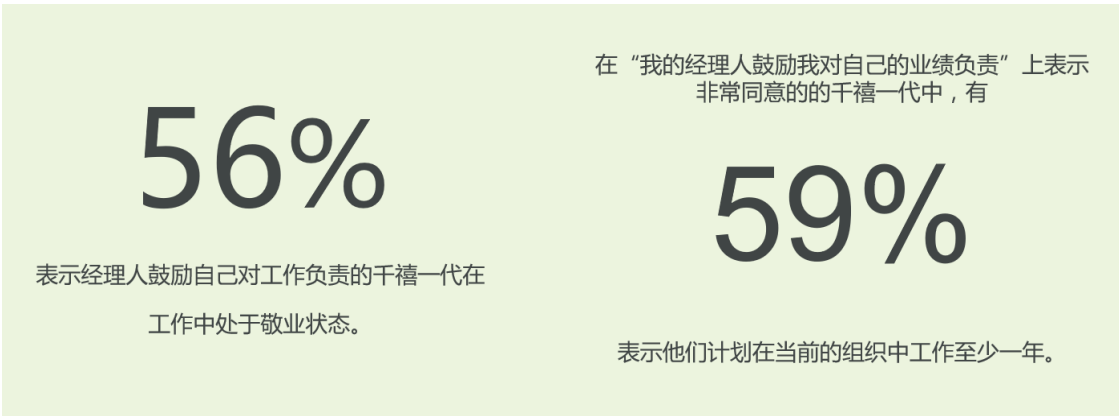 56%
表示经理人鼓励自己对工作负责的千禧一代在
工作中处于敬业状态。
在“我的经理人鼓励我对自己的业绩负责”上表示
非常同意的的千禧一代中，有
59%
表示他们计划在当前的组织中工作至少一年。